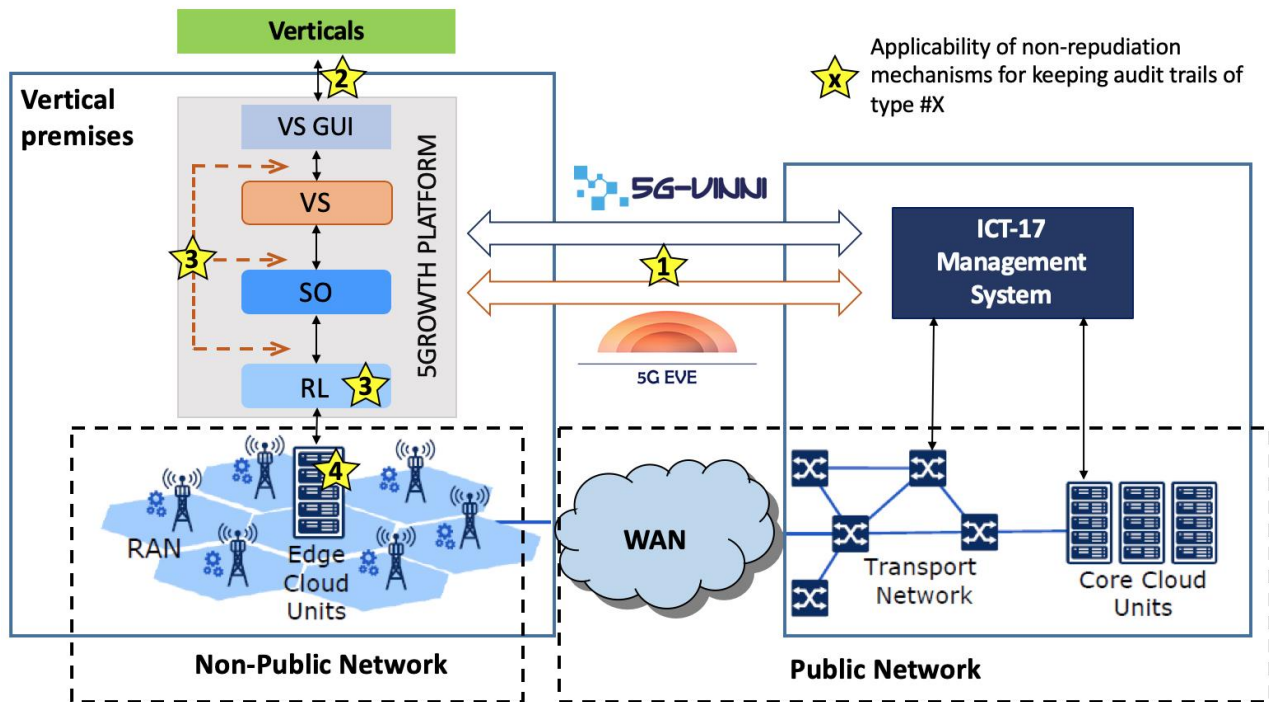 Verticals
2
x
Applicability of non-repudiation
mechanisms for keeping audit trails of
type #X
Vertical
premises
VS GUI
VS
3
SO
RL
3
5GROWTH PLATFORM
5G-VINNI
1
5G EVE
ICT-17
Management
System
4
RAN
Edge
Cloud
Units
WAN
Transport
Network
Core Cloud
Units
Non-Public Network
Public Network